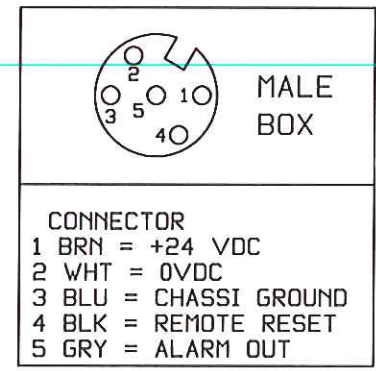 2
1
3
5
4
MALE
BOX
CONNECTOR
1 BRN = +24 VDC
2 WHT = 0VDC
3 BLU = CHASSI GROUND
4 BLK = REMOTE RESET
5 GRY = ALARM OUT